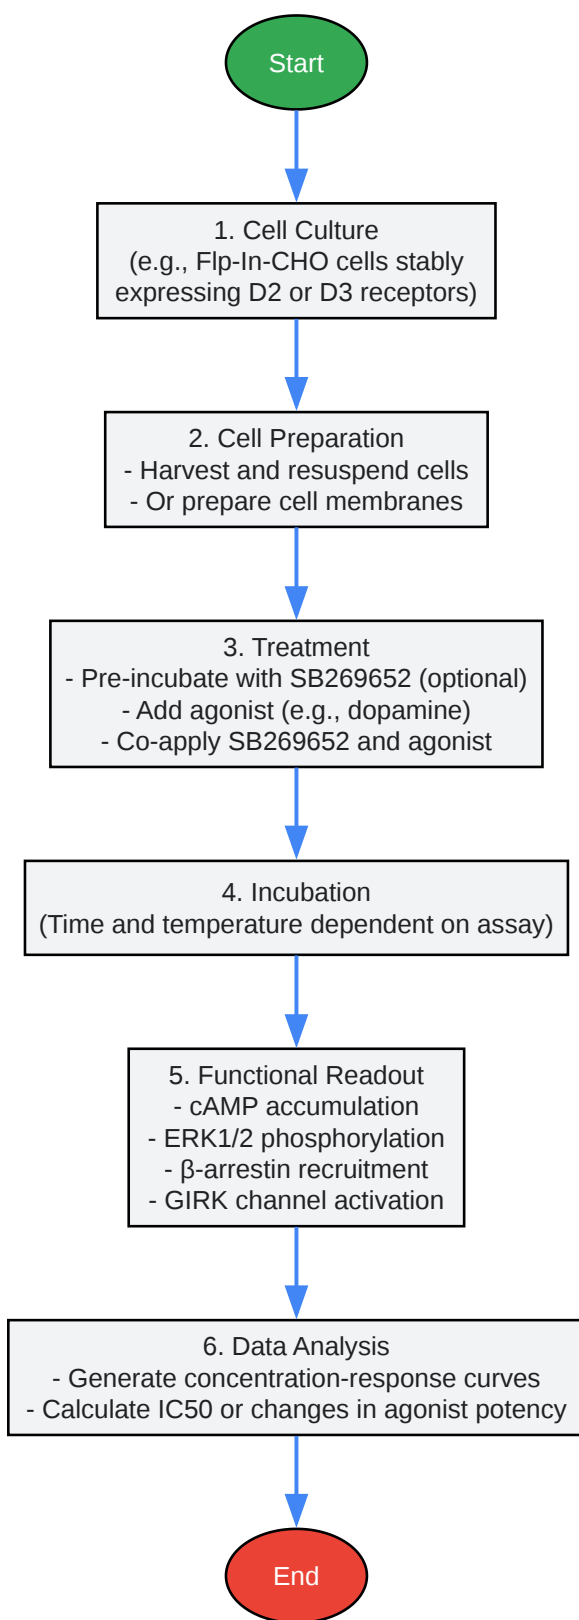 Start
1. Cell Culture
(e.g., Flp-In-CHO cells stably
expressing D2 or D3 receptors)
2. Cell Preparation
- Harvest and resuspend cells
- Or prepare cell membranes
3. Treatment
- Pre-incubate with SB269652 (optional)
- Add agonist (e.g., dopamine)
- Co-apply SB269652 and agonist
4. Incubation
(Time and temperature dependent on assay)
5. Functional Readout
- cAMP accumulation
- ERK1/2 phosphorylation
- β-arrestin recruitment
- GIRK channel activation
6. Data Analysis
- Generate concentration-response curves
- Calculate IC50 or changes in agonist potency
End